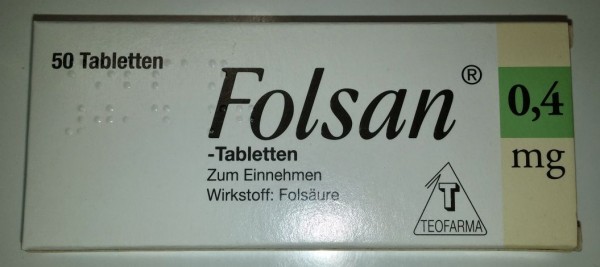 50 Tabletten
Folsan®
-Tabletten
Zum Einnehmen
Wirkstoff: Folsäure
0,4
mg
T
TEOFARMA